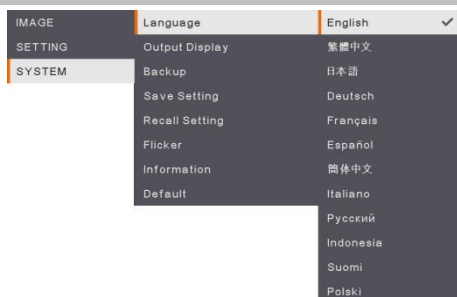 IMAGE
SETTING
SYSTEM
Language
Output Display
Backup
Save Setting
Recall Setting
Flicker
Information
Default
English ✓
繁體中文
日本語
Deutsch
Français
Español
简体中文
Italiano
Русский
Indonesia
Suomi
Polski